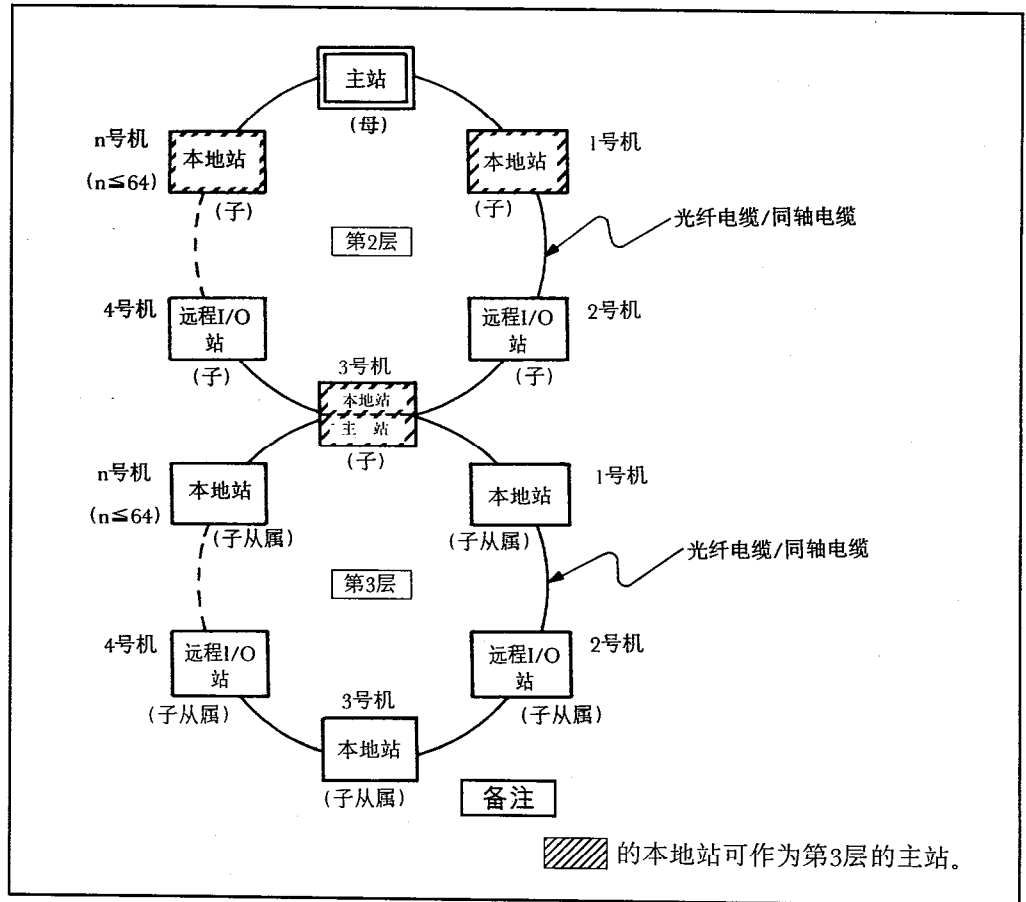 主站
(母)
n号机
(n≦64)
本地站
(子)
1号机
本地站
(子)
光纤电缆/同轴电缆
第2层
4号机
远程I/O
站
(子)
2号机
远程I/O
站
(子)
3号机
本地站
主 站
(子)
n号机
(n≦64)
本地站
(子从属)
1号机
本地站
(子从属)
光纤电缆/同轴电缆
第3层
4号机
远程I/O
站
(子从属)
2号机
远程I/O
站
(子从属)
3号机
本地站
(子从属)
备注
的本地站可作为第3层的主站。